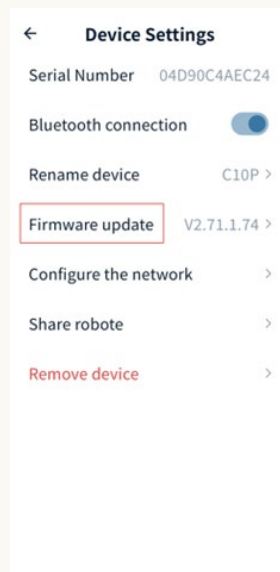 Device Settings
Serial Number 04D90C4AEC24
Bluetooth connection
Rename device C10P >
Firmware update V2.71.1.74 >
Configure the network >
Share robote >
Remove device >